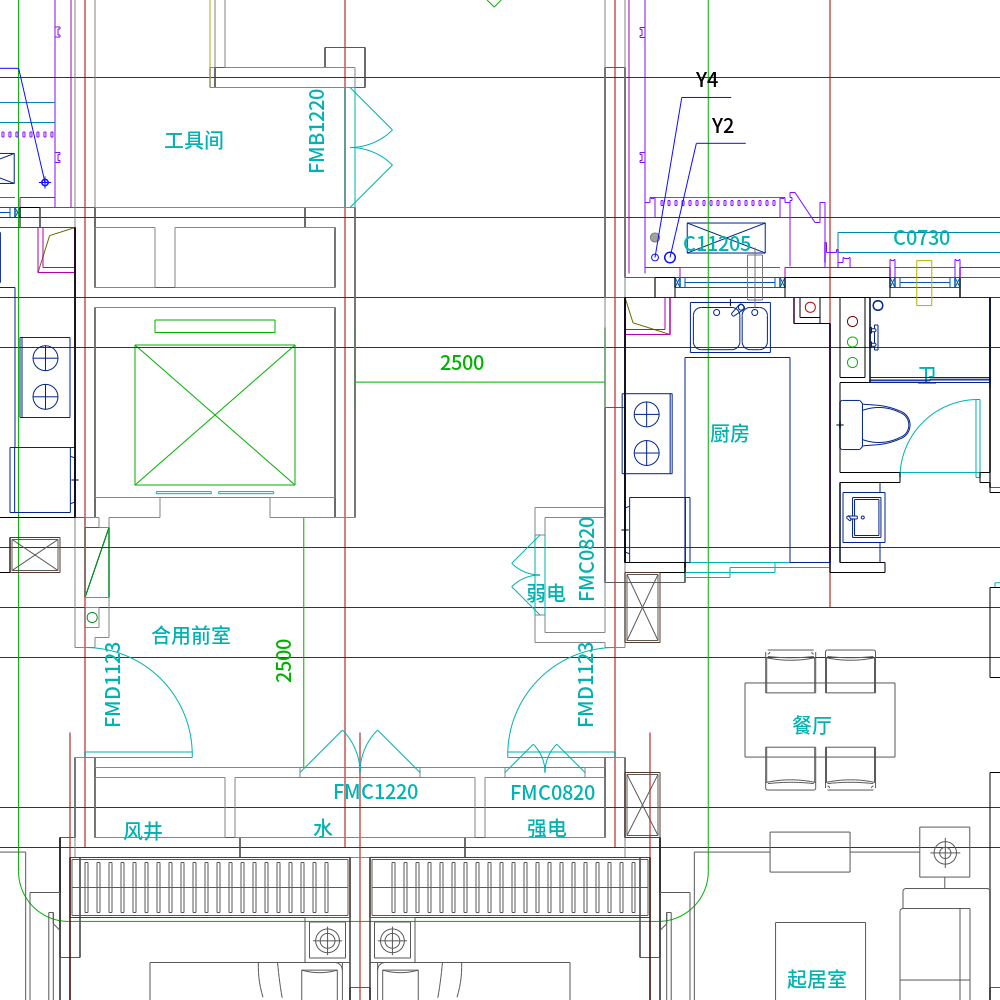 Y4
Y2
工具间
FMB1220
C11205
C0730
2500
卫
厨房
FMC0820
弱电
合用前室
2500
FMD1123
FMD1123
餐厅
FMC1220
FMC0820
风井
水
强电
起居室